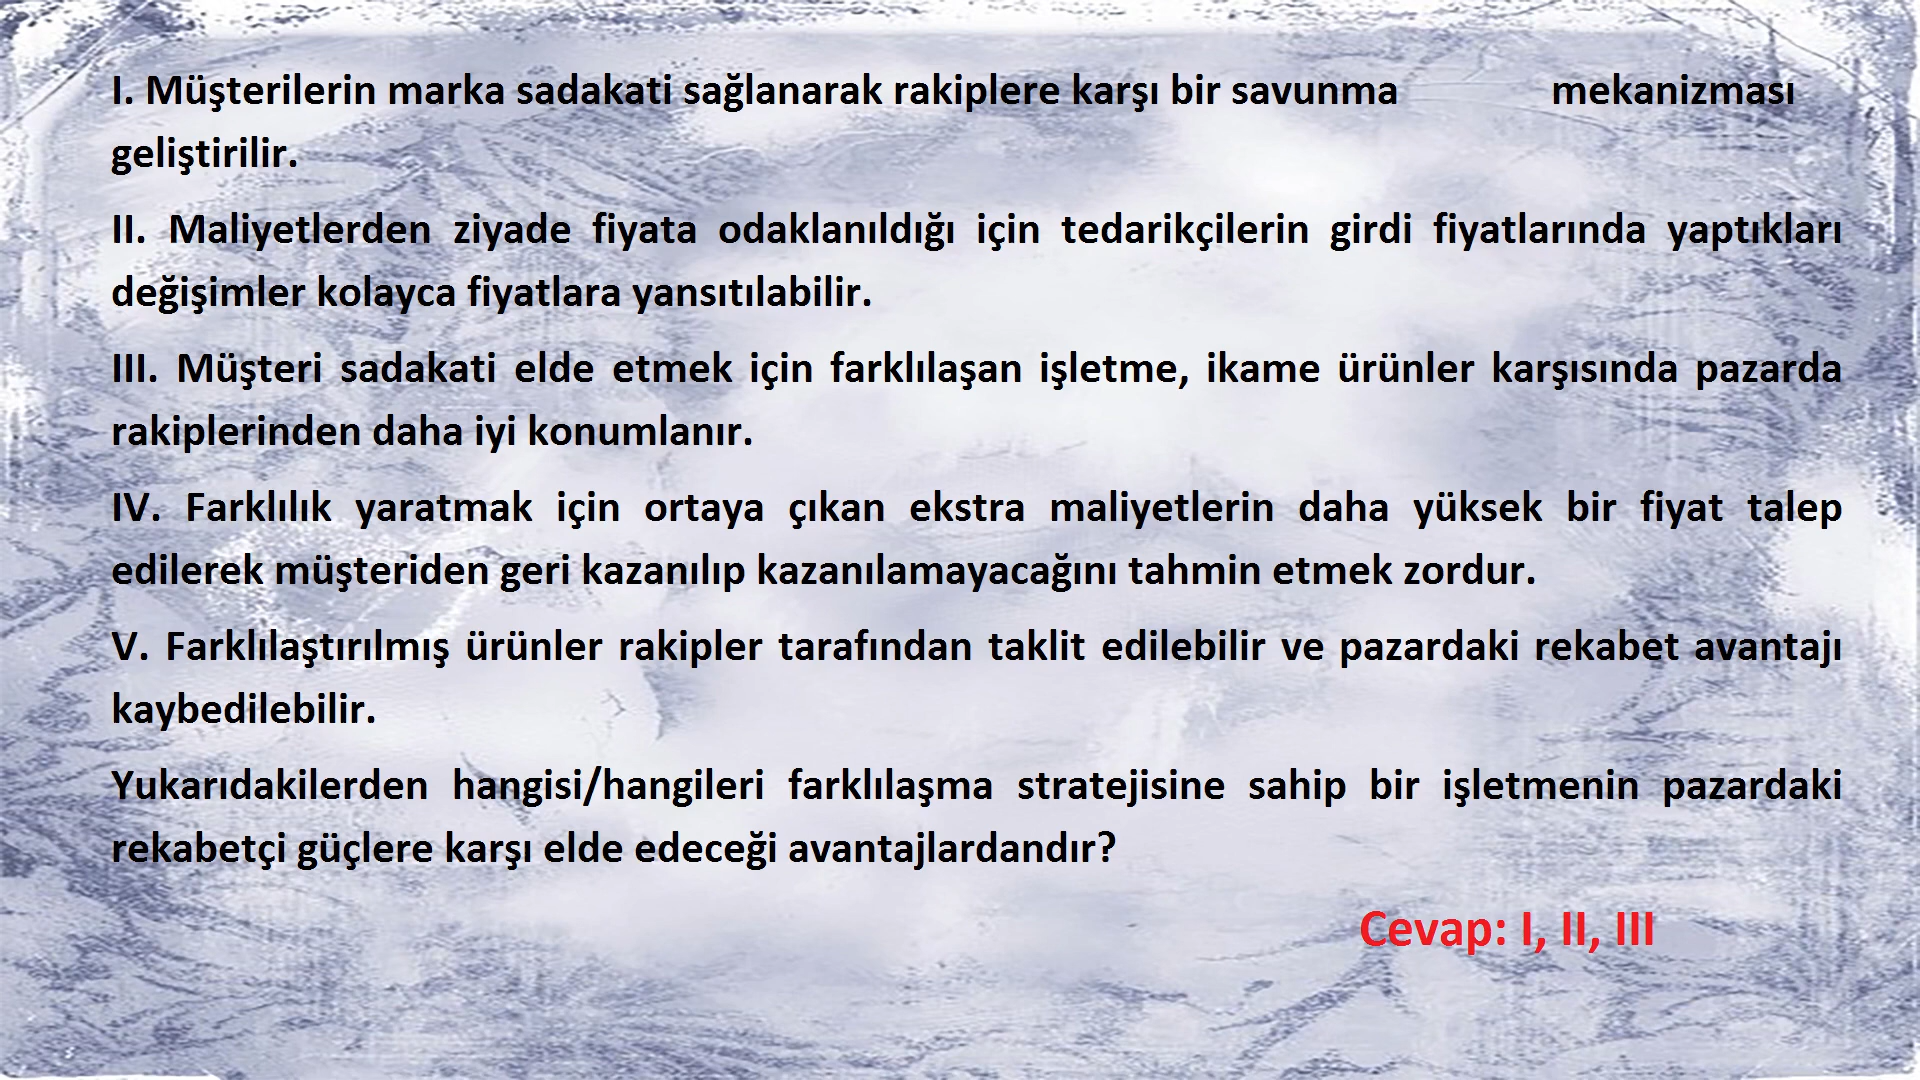 I. Müşterilerin marka sadakati sağlanarak rakiplere karşı bir savunma mekanizması
geliştirilir.
II. Maliyetlerden ziyade fiyata odaklanıldığı için tedarikçilerin girdi fiyatlarında yaptıkları
değişimler kolayca fiyatlara yansıtılabilir.
III. Müşteri sadakati elde etmek için farklılaşan işletme, ikame ürünler karşısında pazarda
rakiplerinden daha iyi konumlanır.
IV. Farklılık yaratmak için ortaya çıkan ekstra maliyetlerin daha yüksek bir fiyat talep
edilerek müşteriden geri kazanılıp kazanılamayacağını tahmin etmek zordur.
V. Farklılaştırılmış ürünler rakipler tarafından taklit edilebilir ve pazardaki rekabet avantajı
kaybedilebilir.
Yukarıdakilerden hangisi/hangileri farklılaşma stratejisine sahip bir işletmenin pazardaki
rekabetçi güçlere karşı elde edeceği avantajlardandır?
Cevap: I, II, III